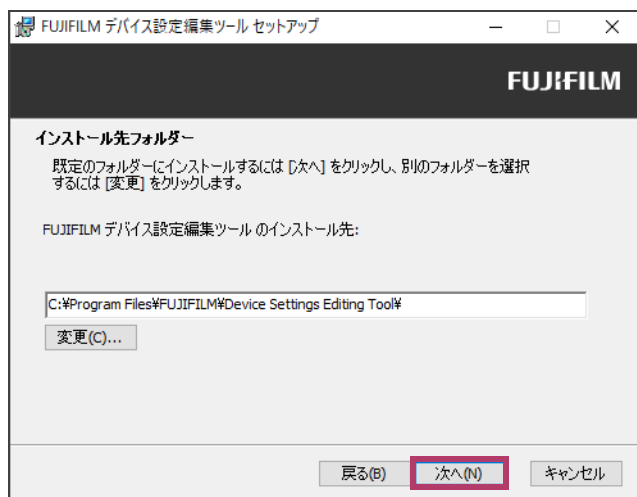 FUJIFILM デバイス設定編集ツール セットアップ
FUJIFILM
インストール先フォルダー
既定のフォルダーにインストールするには [次へ] をクリックし、別のフォルダーを選択
するには [変更] をクリックします。
FUJIFILM デバイス設定編集ツール のインストール先:
C:¥Program Files¥FUJIFILM¥Device Settings Editing Tool¥
変更(C)...
戻る(B) 次へ(N) キャンセル